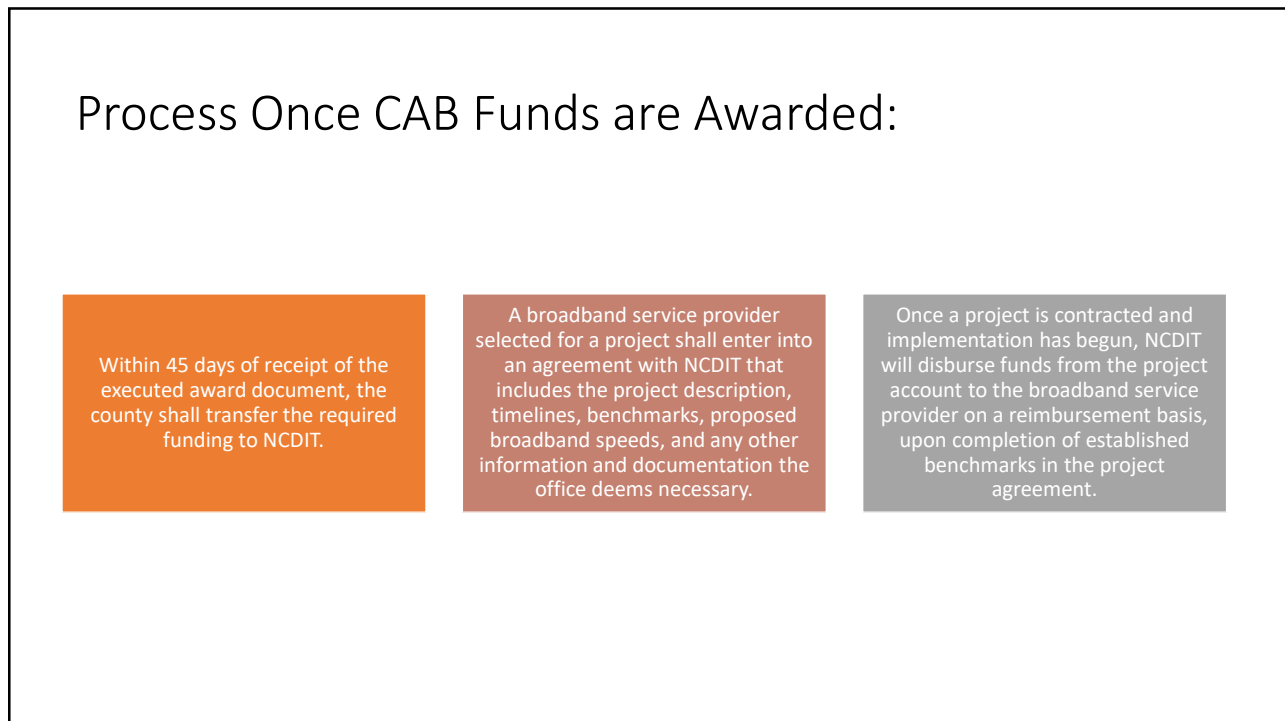 Process Once CAB Funds are Awarded:
Within 45 days of receipt of the
executed award document, the
county shall transfer the required
funding to NCDIT.
A broadband service provider
selected for a project shall enter into
an agreement with NCDIT that
includes the project description,
timelines, benchmarks, proposed
broadband speeds, and any other
information and documentation the
office deems necessary.
Once a project is contracted and
implementation has begun, NCDIT
will disburse funds from the project
account to the broadband service
provider on a reimbursement basis,
upon completion of established
benchmarks in the project
agreement.